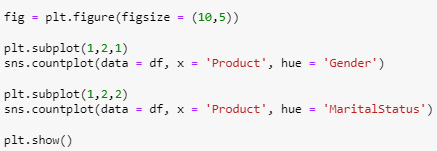 fig = plt.figure(figsize = (10,5))
plt.subplot(1,2,1)
sns.countplot(data = df, x = 'Product', hue = 'Gender')
plt.subplot(1,2,2)
sns.countplot(data = df, x = 'Product', hue = 'MaritalStatus')
plt.show()